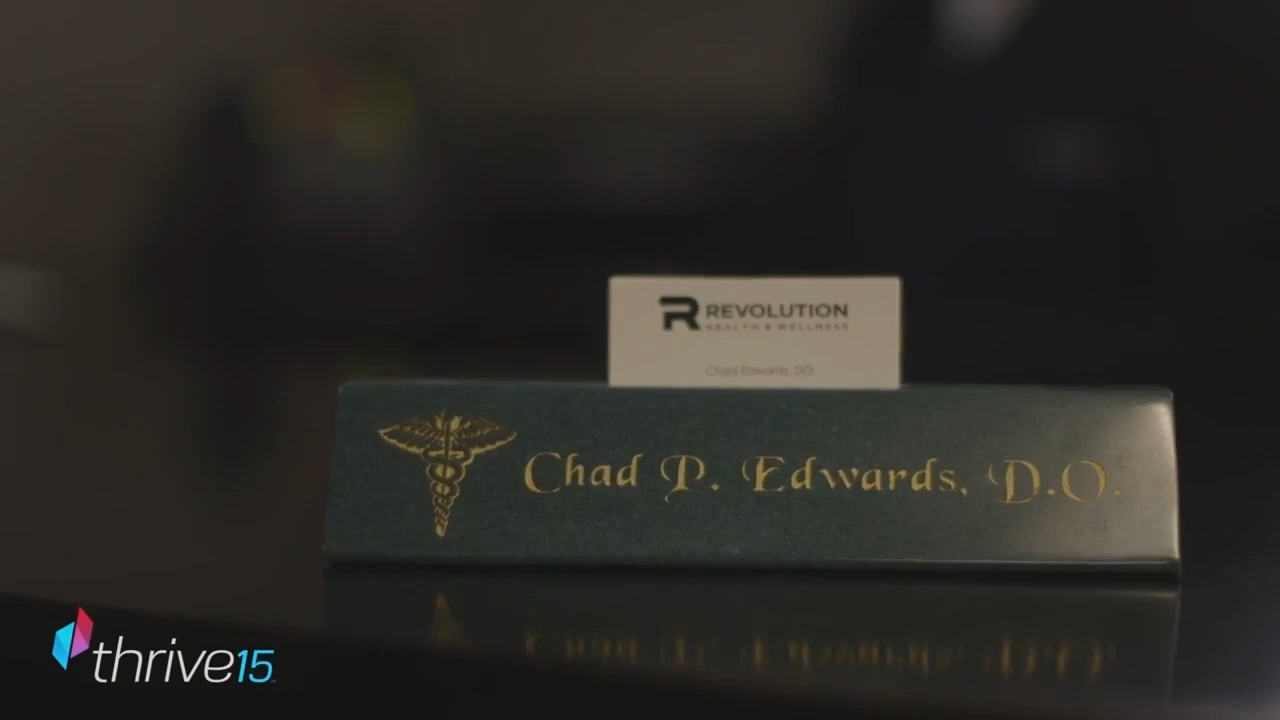 REVOLUTION
HEALTH & WELLNESS
Chad Edwards, DO
Chad P. Edwards, D.O.
thrive15